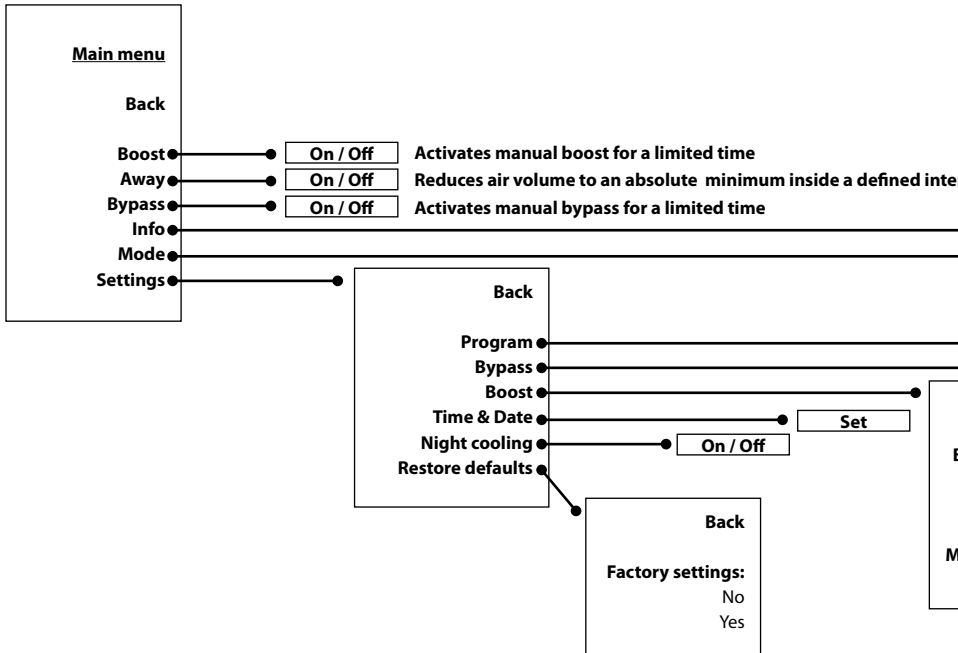 Main menu
Back
Boost On / Off Activates manual boost for a limited time
Away On / Off Reduces air volume to an absolute minimum inside a defined
Bypass On / Off Activates manual bypass for a limited time
Info
Mode
Settings
Back
Program
Bypass
Boost
Time & Date Set
Night cooling On / Off
Restore defaults
Back
Factory settings:
No
Yes